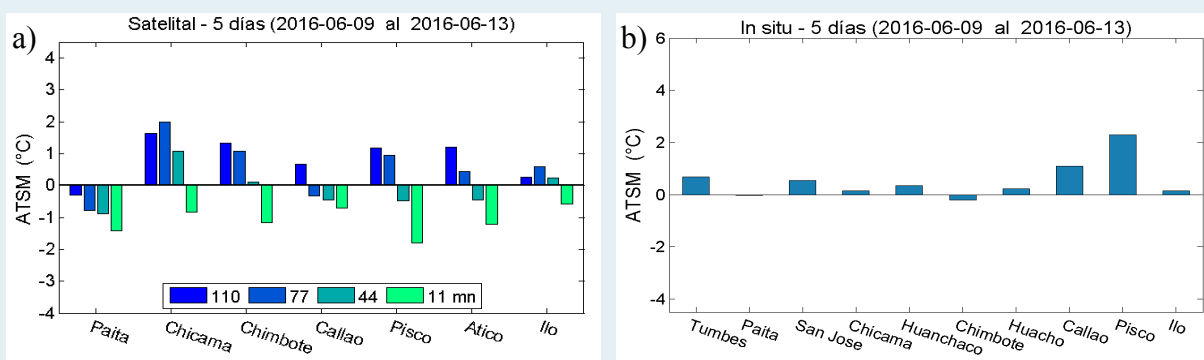 a)
Satelital - 5 días (2016-06-09 al 2016-06-13)
ATSM (°C)
4
3
2
1
0
-1
-2
-3
-4
110 77 44 11 mn
Paita Chicama Chimbote Callao Pisco Atico Ilo
b)
In situ - 5 días (2016-06-09 al 2016-06-13)
ATSM (°C)
6
4
2
0
-2
-4
Tumbes Paita San Jose Chicama Huanchaco Chimbote Huacho Callao Pisco Ilo